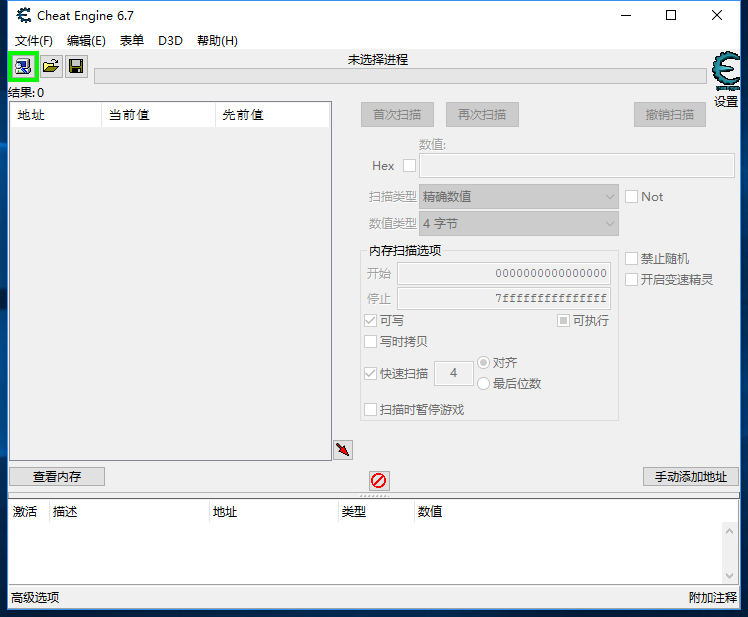 Cheat Engine 6.7
文件(F) 编辑(E) 表单 D3D 帮助(H)
未选择进程
结果:0
设置
地址 当前值 先前值
首次扫描 再次扫描 撤销扫描
数值:
Hex
扫描类型 精确数值 Not
数值类型 4 字节
内存扫描选项
开始 0000000000000000
禁止随机
开启变速精灵
停止 7fffffffffffffff
可写 可执行
写时拷贝
快速扫描 4 对齐
最后位数
扫描时暂停游戏
查看内存 手动添加地址
激活 描述 地址 类型 数值
高级选项 附加注释